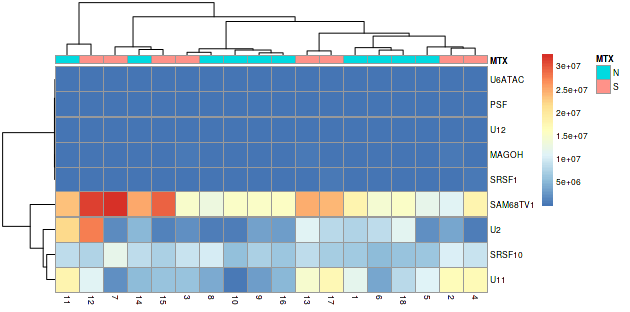 MTX
U6ATAC
PSF
U12
MAGOH
SRSF1
SAM68TV1
U2
SRSF10
U11
11 12 7 14 15 3 8 10 9 16 13 17 1 6 18 5 2 4
3e+07
2.5e+07
2e+07
1.5e+07
1e+07
5e+06
MTX
N
S